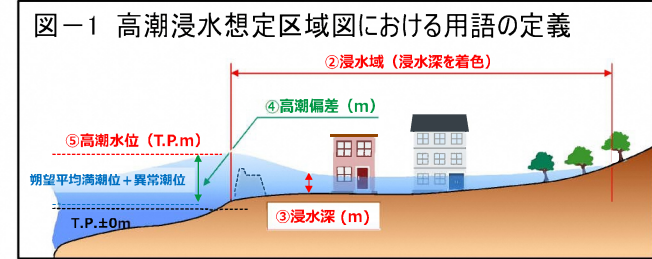 図－1 高潮浸水想定区域図における用語の定義
②浸水域（浸水深を着色）
④高潮偏差（m）
⑤高潮水位（T.P.m）
朔望平均満潮位＋異常潮位
T.P.±0m
③浸水深（m）